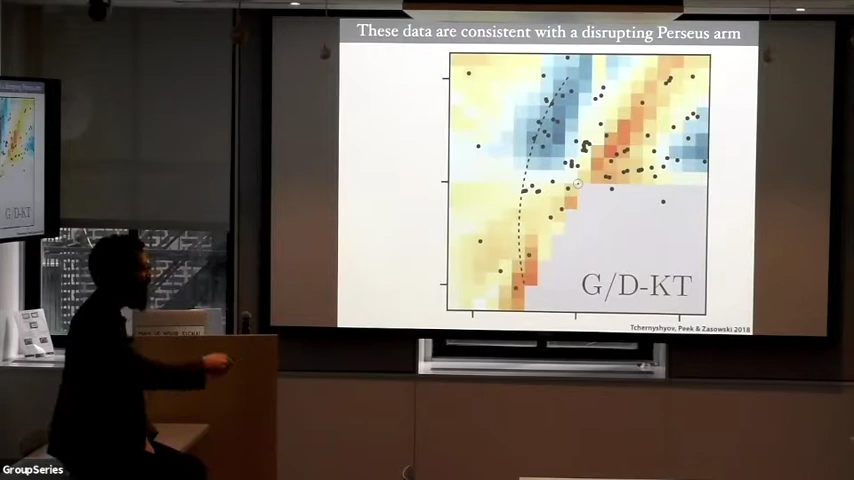 These data are consistent with a disrupting Perseus arm
G/D-KT
Tchernyshyov, Peek & Zasowski 2018
G/D-KT
GroupSeries